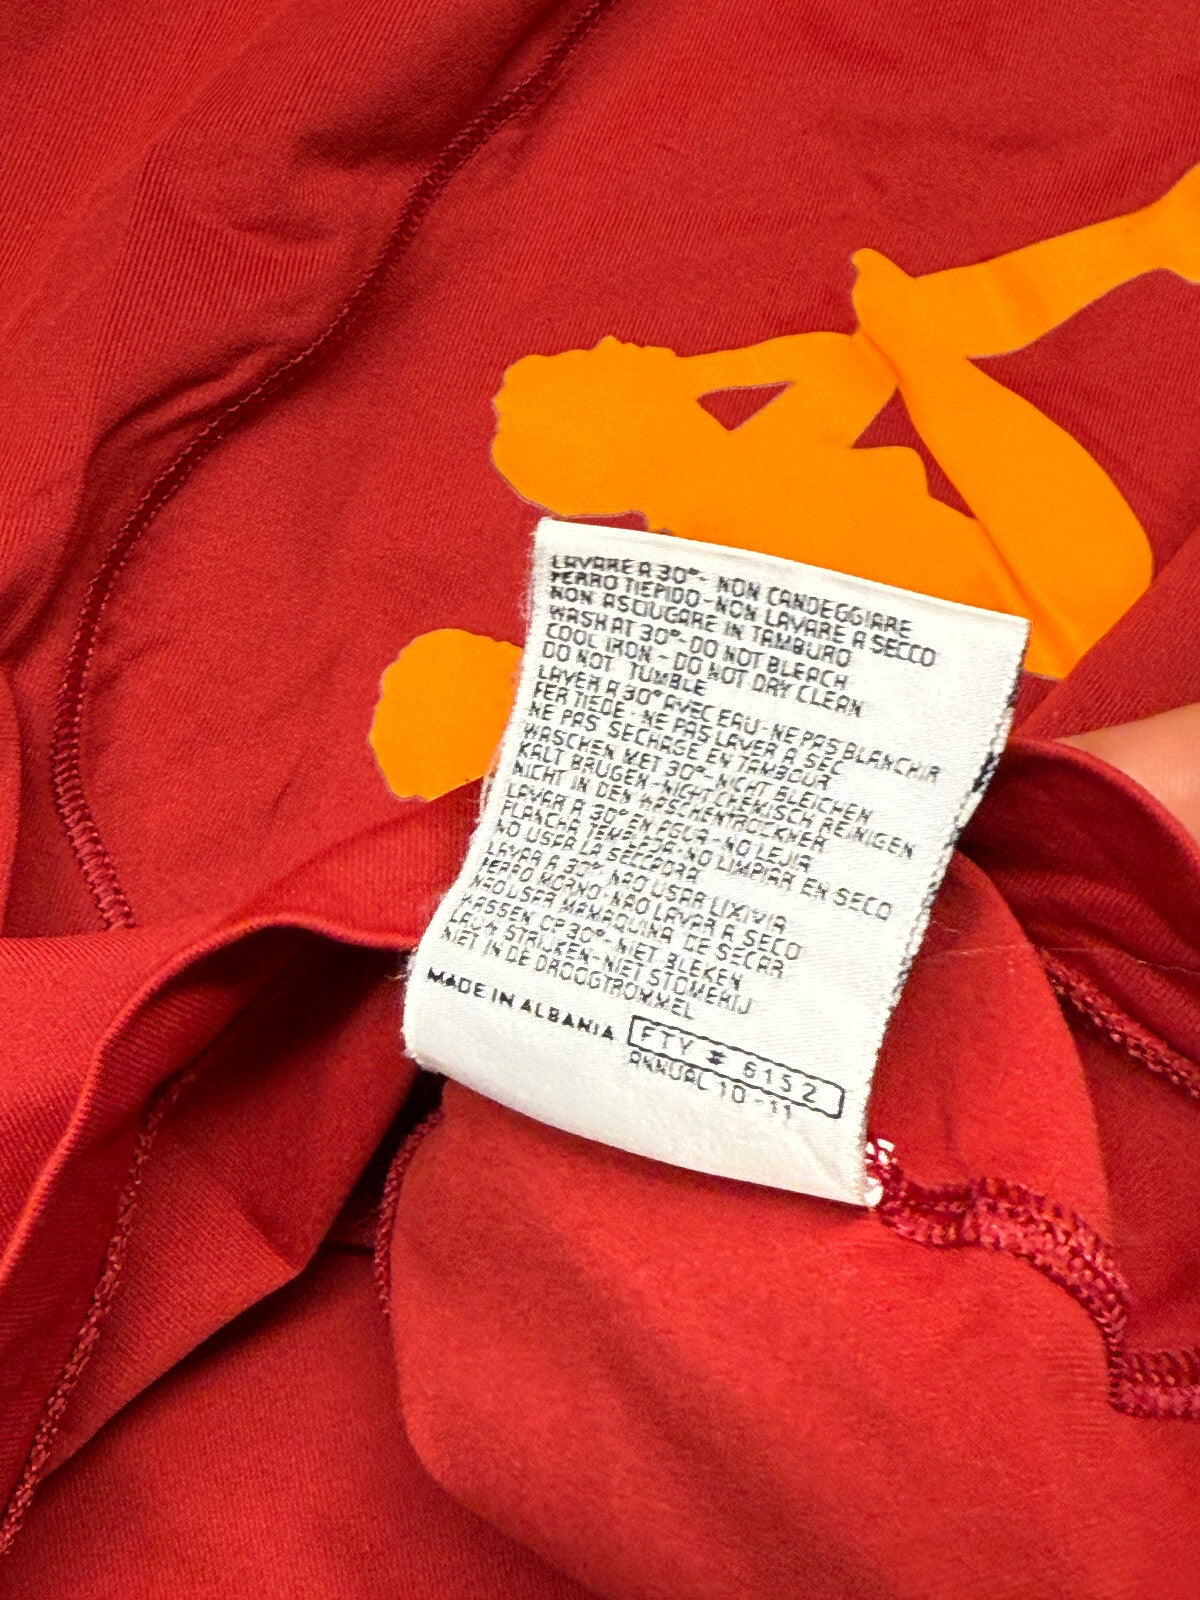 LAVARE A 30°- NON CANDEGGIARE
FERRO TIEPIDO - NON LAVARE A SECCO
NON ASCIUGARE IN TAMBURO
WASH AT 30°- DO NOT BLEACH
COOL IRON - DO NOT DRY CLEAN
DO NOT TUMBLE
LAVER A 30° AVEC EAU - NE PAS BLANCHIR
FER TIEDE - NE PAS LAVER A SEC
NE PAS SECHAGE EN TAMBOUR
WASCHEN MET 30°- NICHT BLEICHEN
KALT BRUGEN - NICHT CHEMISCH REINIGEN
NICHT IN DEN WASCHENTROCKNER
LAVAR A 30° EN AGUA - NO LEJIA
PLANCHA TEMPLADA - NO LIMPIAR EN SECO
NO USAR LA SECCADORA
LAVAR A 30° NAO USAR LIXIVIA
FERRO MORNO - NAO LAVAR A SECO
NAO USER MAMAQUINA DE SECAR
WASSEN OP 30°- NIET BLEKEN
LAUW STRIJKEN - NIET STOMERIJ
NIET IN DE DROOGTROMMEL
MADE IN ALBANIA FTY # 6152
ANNUAL 10-11